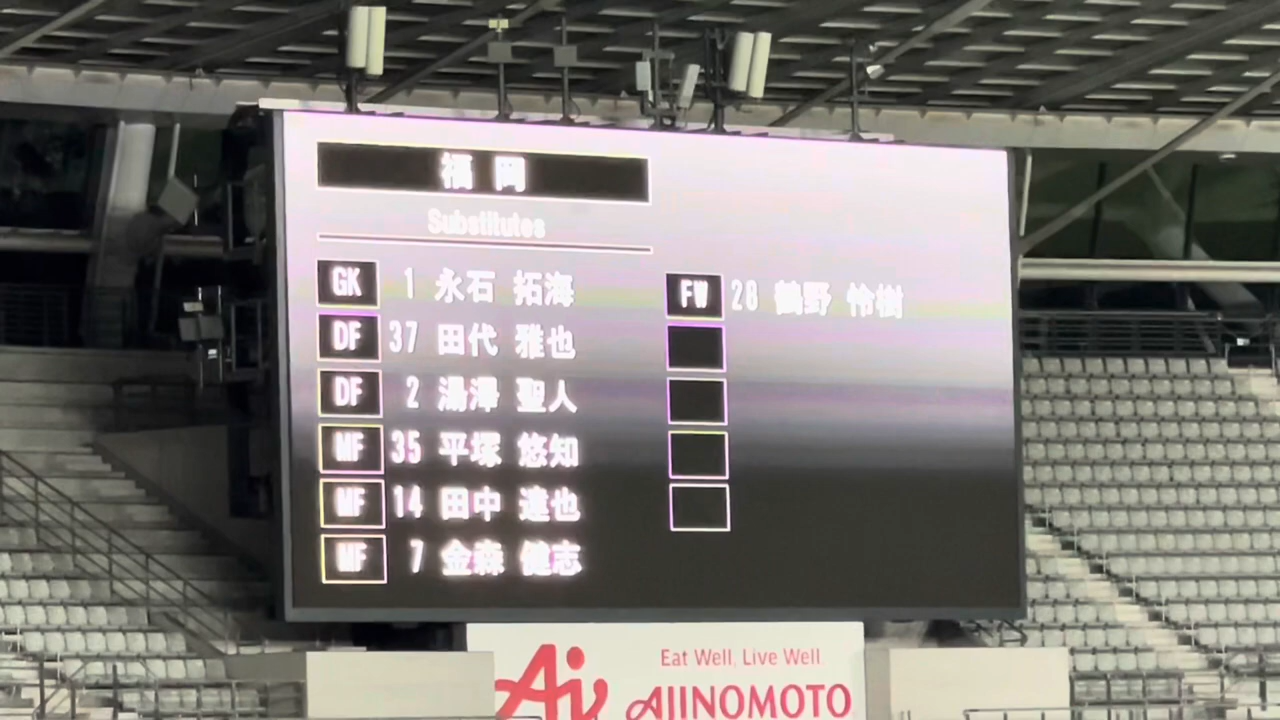 福岡
Substitutes
GK 1 永石 拓海
DF 37 田代 雅也
DF 2 湯澤 聖人
MF 35 平塚 悠知
MF 14 田中 達也
MF 7 金森 健志
FW 28 鶴野 怜樹
Eat Well, Live Well
AJINOMOTO